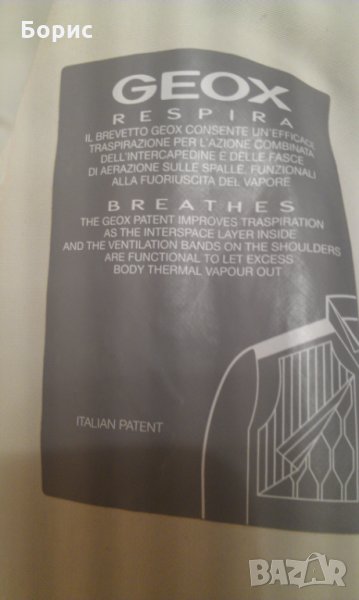 Борис
GEOX
RESPIRA
IL BREVETTO GEOX CONSENTE UN'EFFICACE
TRASPIRAZIONE PER L'AZIONE COMBINATA
DELL'INTERCAPEDINE E DELLE FASCE
DI AERAZIONE SULLE SPALLE, FUNZIONALI
ALLA FUORIUSCITA DEL VAPORE
BREATHES
THE GEOX PATENT IMPROVES TRASPIRATION
AS THE INTERSPACE LAYER INSIDE
AND THE VENTILATION BANDS ON THE SHOULDERS
ARE FUNCTIONAL TO LET EXCESS
BODY THERMAL VAPOUR OUT
ITALIAN PATENT
BAZAR